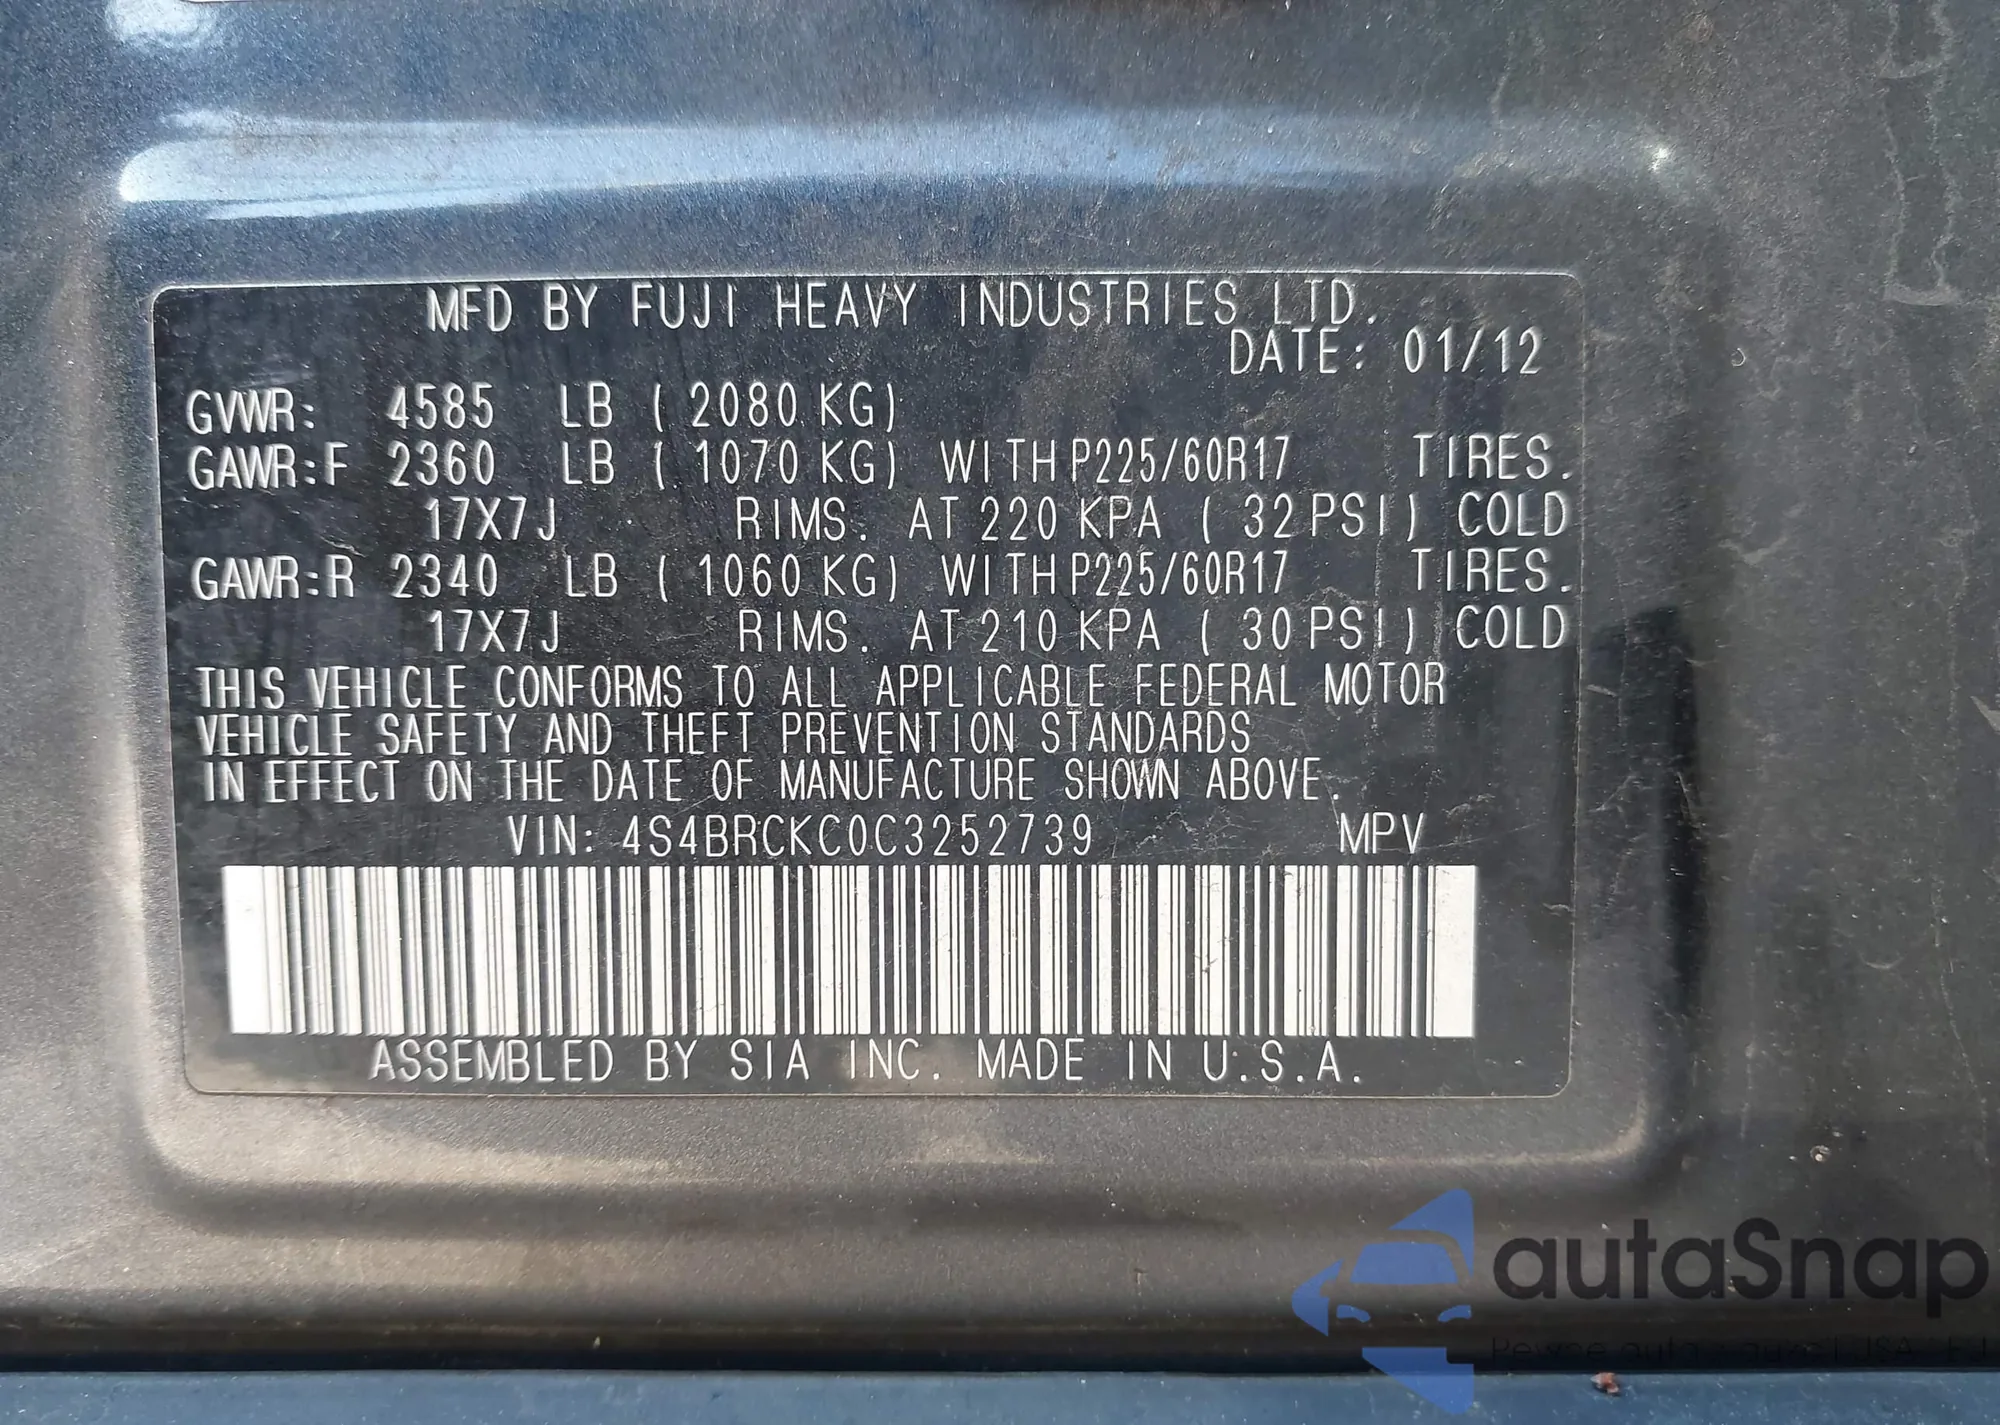 MFD BY FUJI HEAVY INDUSTRIES LTD.
DATE: 01/12
GVWR: 4585 LB ( 2080 KG)
GAWR:F 2360 LB ( 1070 KG) WITH P225/60R17 TIRES.
17X7J RIMS. AT 220 KPA ( 32 PSI) COLD
GAWR:R 2340 LB ( 1060 KG) WITH P225/60R17 TIRES.
17X7J RIMS. AT 210 KPA ( 30 PSI) COLD
THIS VEHICLE CONFORMS TO ALL APPLICABLE FEDERAL MOTOR
VEHICLE SAFETY AND THEFT PREVENTION STANDARDS
IN EFFECT ON THE DATE OF MANUFACTURE SHOWN ABOVE.
VIN: 4S4BRCKC0C3252739 MPV
ASSEMBLED BY SIA INC. MADE IN U.S.A.
autaSnap